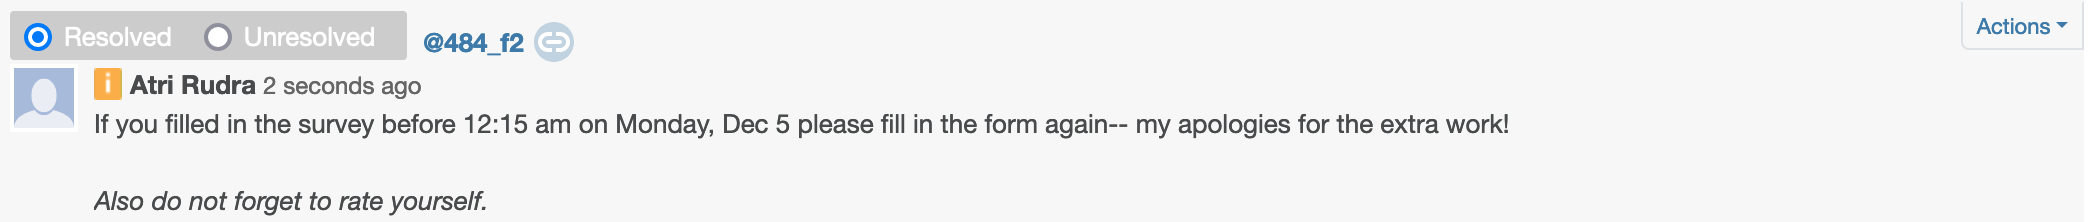 Resolved Unresolved @484_f2 Actions
i Atri Rudra 2 seconds ago
If you filled in the survey before 12:15 am on Monday, Dec 5 please fill in the form again-- my apologies for the extra work!
Also do not forget to rate yourself.